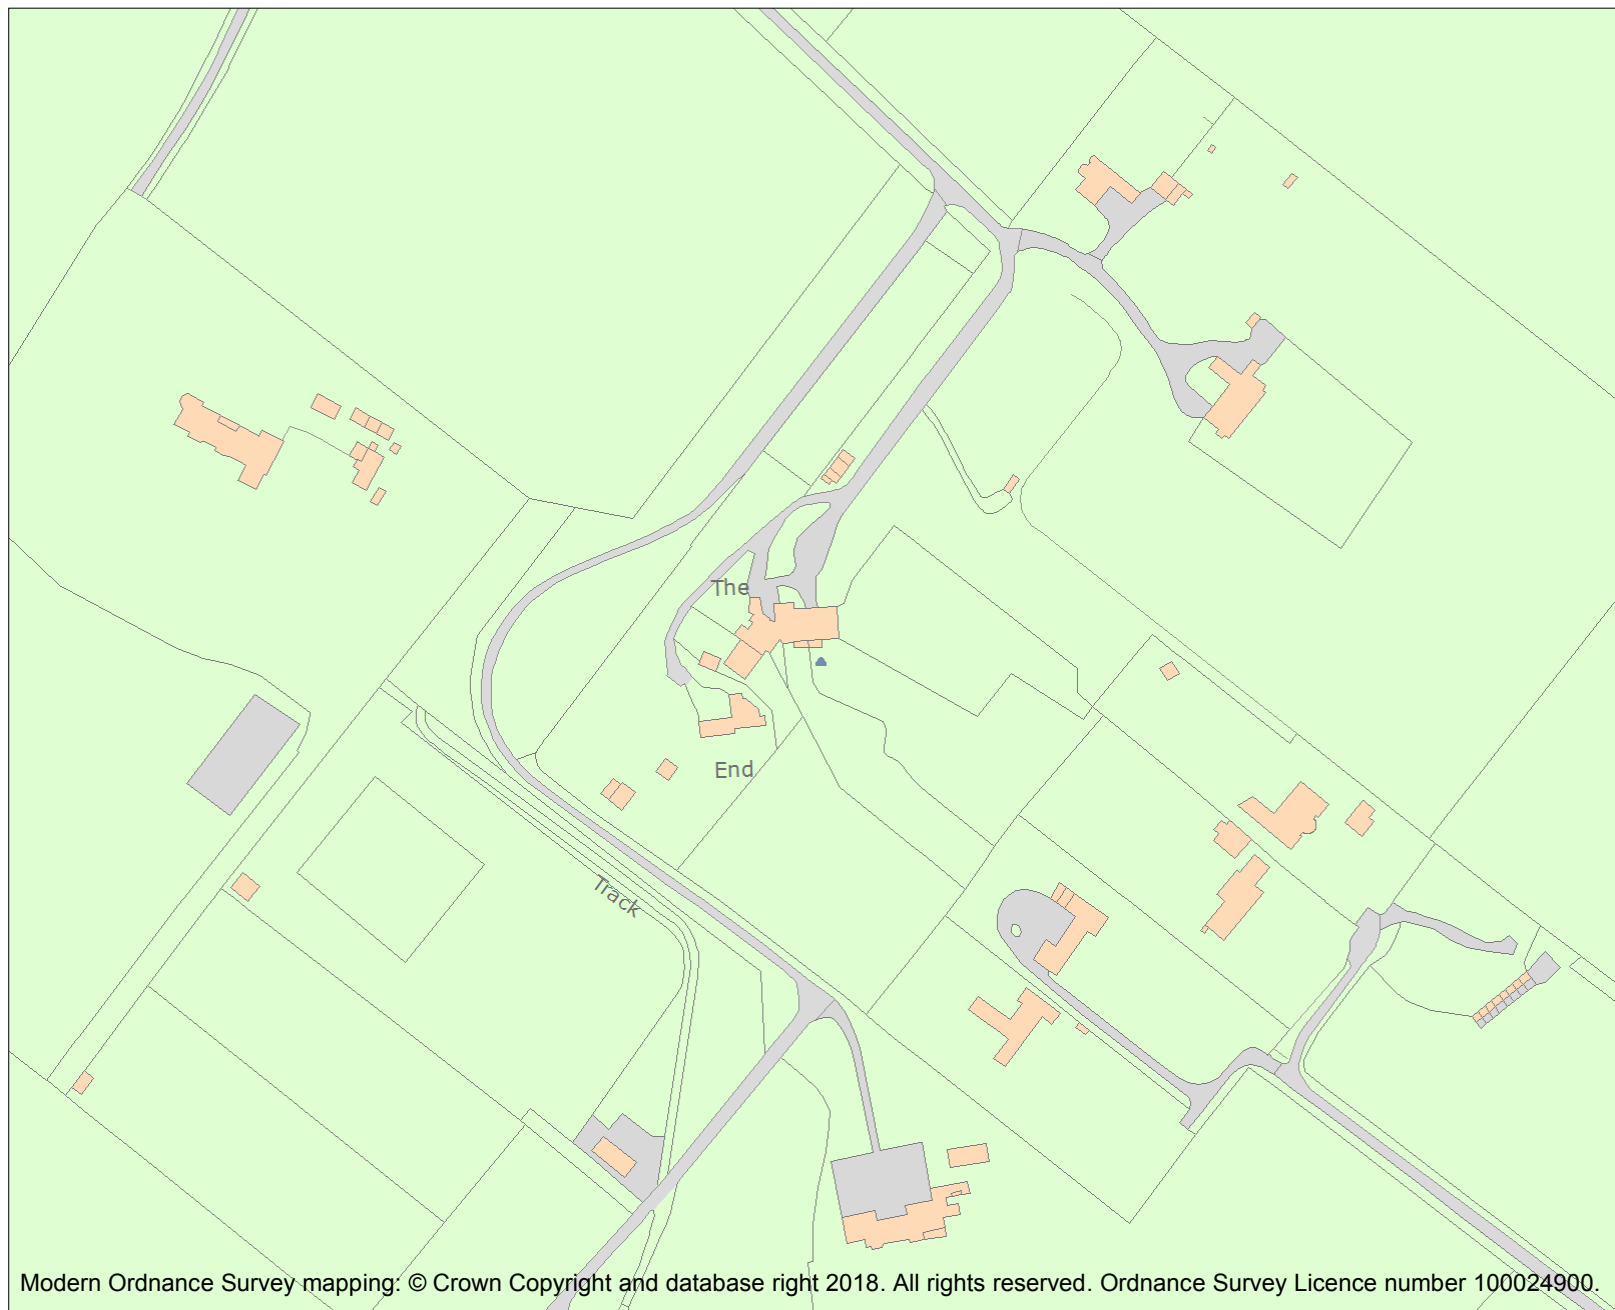 The
End
Track
Modern Ordnance Survey mapping: © Crown Copyright and database right 2018. All rights reserved. Ordnance Survey Licence number 100024900.